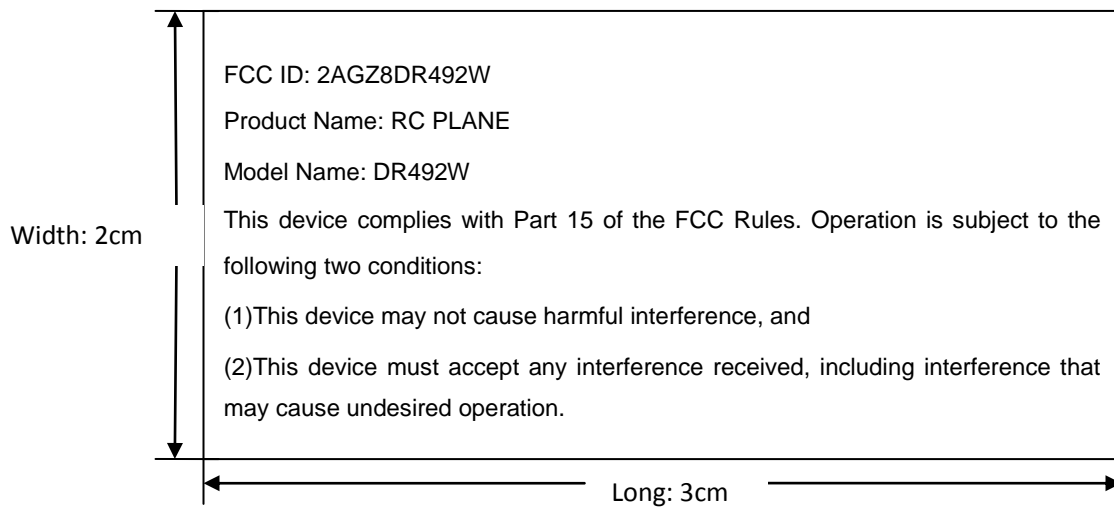 FCC ID: 2AGZ8DR492W
Product Name: RC PLANE
Model Name: DR492W
This device complies with Part 15 of the FCC Rules. Operation is subject to the
following two conditions:
(1)This device may not cause harmful interference, and
(2)This device must accept any interference received, including interference that
may cause undesired operation.
Width: 2cm
Long: 3cm